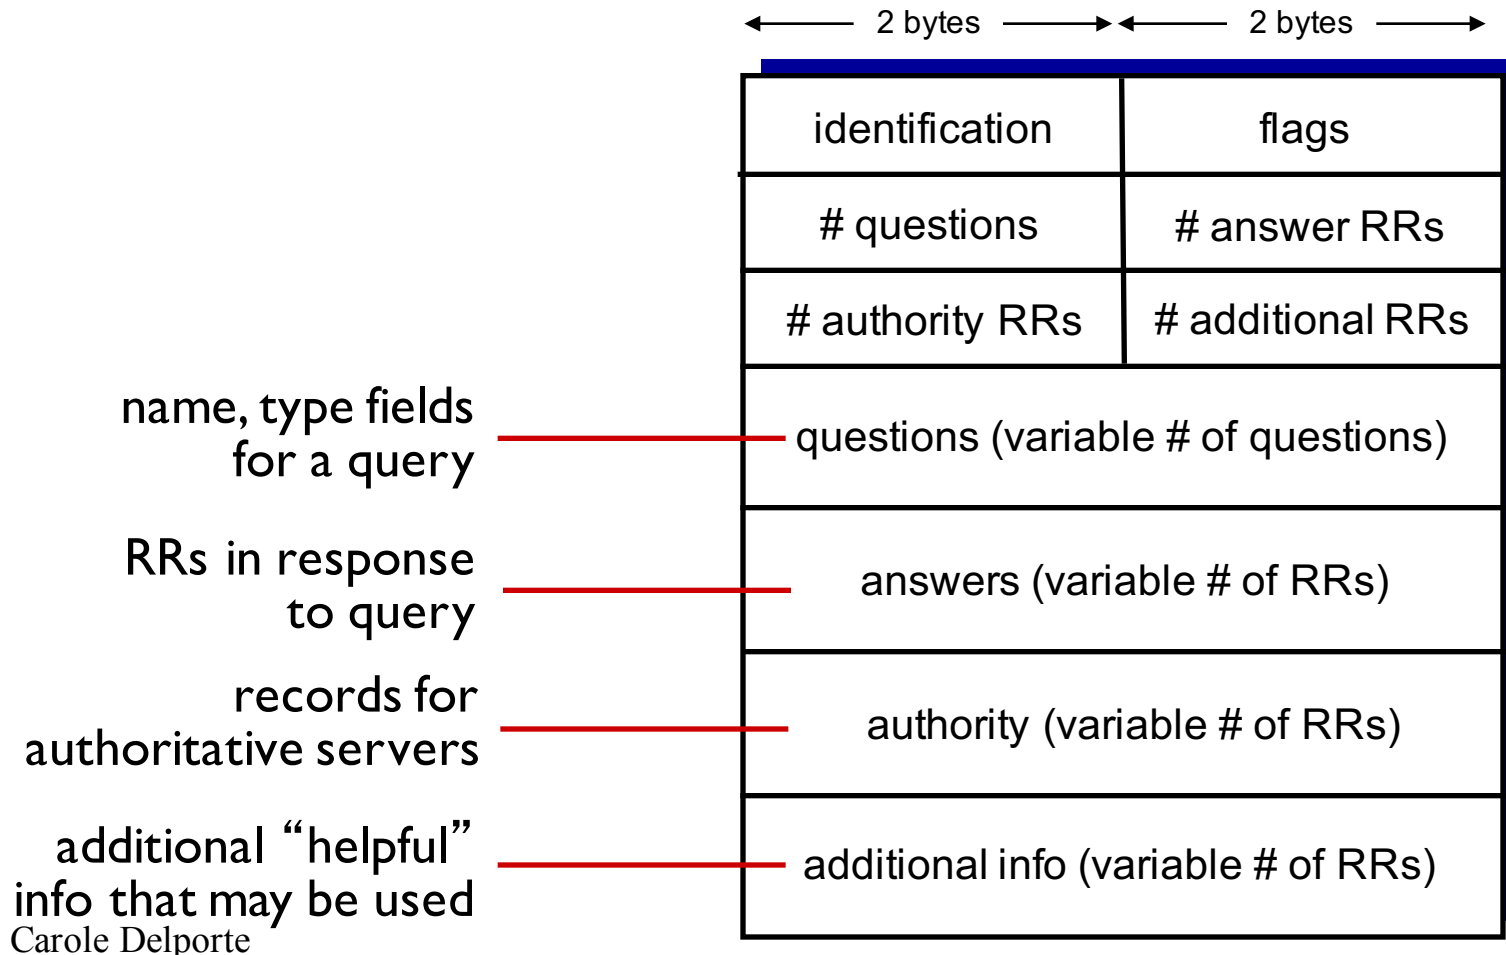 2 bytes 2 bytes
identification flags
# questions # answer RRs
# authority RRs # additional RRs
name, type fields
for a query
questions (variable # of questions)
RRs in response
to query
answers (variable # of RRs)
records for
authoritative servers
authority (variable # of RRs)
additional “helpful”
info that may be used
additional info (variable # of RRs)
Carole Delporte